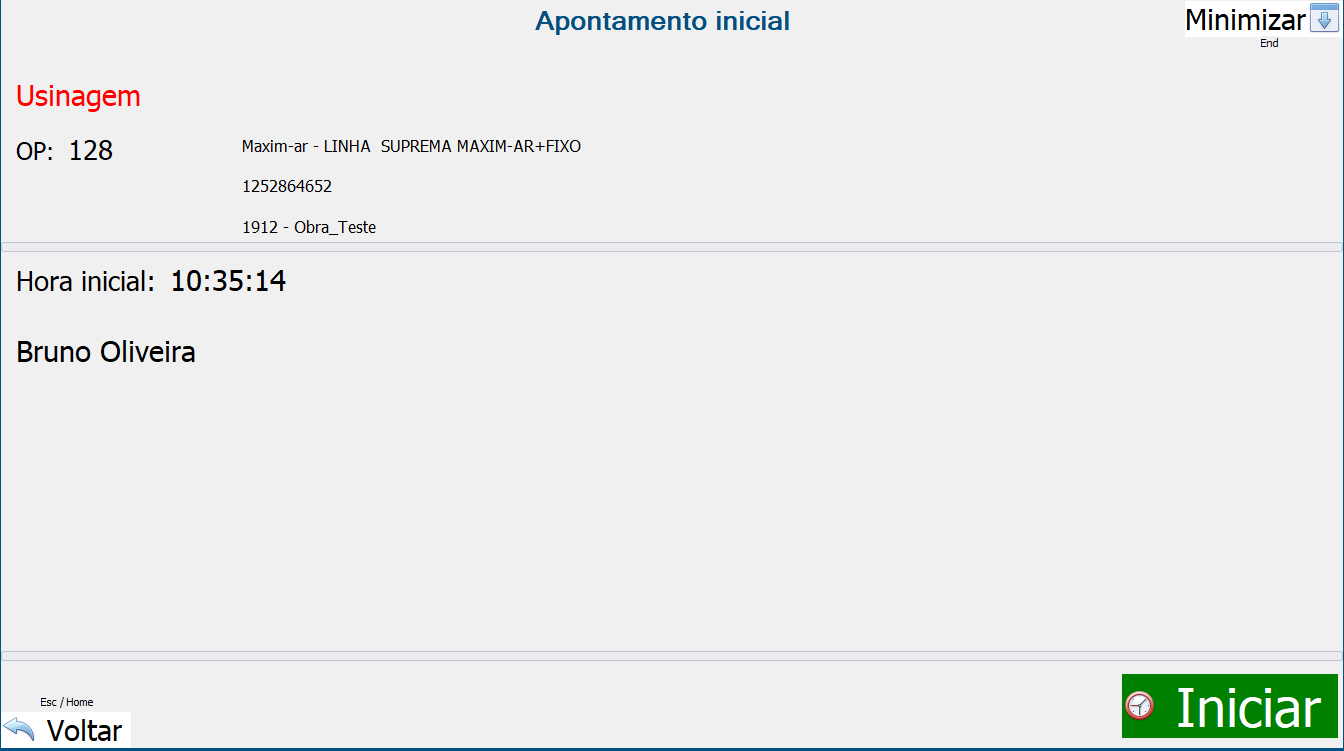 Apontamento inicial
Minimizar
End
Usinagem
OP: 128
Maxim-ar - LINHA  SUPREMA MAXIM-AR+FIXO
1252864652
1912 - Obra_Teste
Hora inicial: 10:35:14
Bruno Oliveira
Esc / Home
Voltar
Iniciar